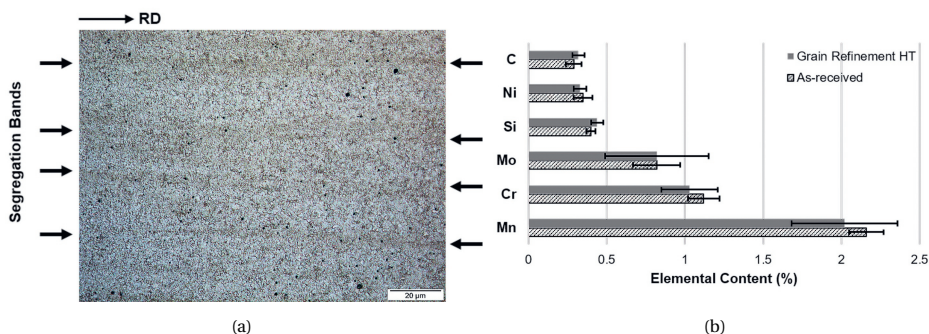 RD
Segregation Bands
20 µm
(a)
C
Ni
Si
Mo
Cr
Mn
Grain Refinement HT
As-received
0
0.5
1
1.5
2
2.5
Elemental Content (%)
(b)